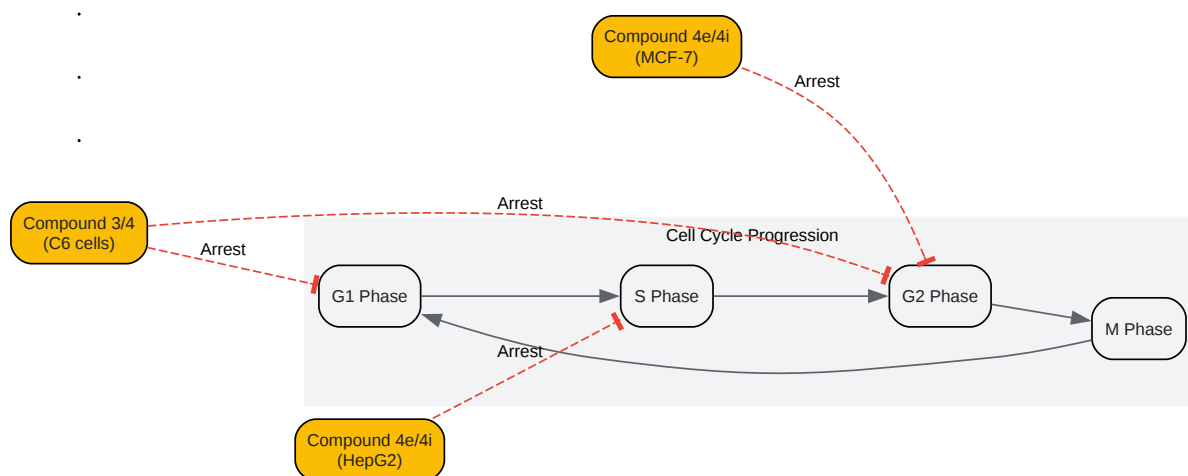 Compound 4e/4i
(MCF-7)
Arrest
Compound 3/4
(C6 cells)
Arrest
Arrest
Cell Cycle Progression
G1 Phase
S Phase
G2 Phase
M Phase
Arrest
Compound 4e/4i
(HepG2)